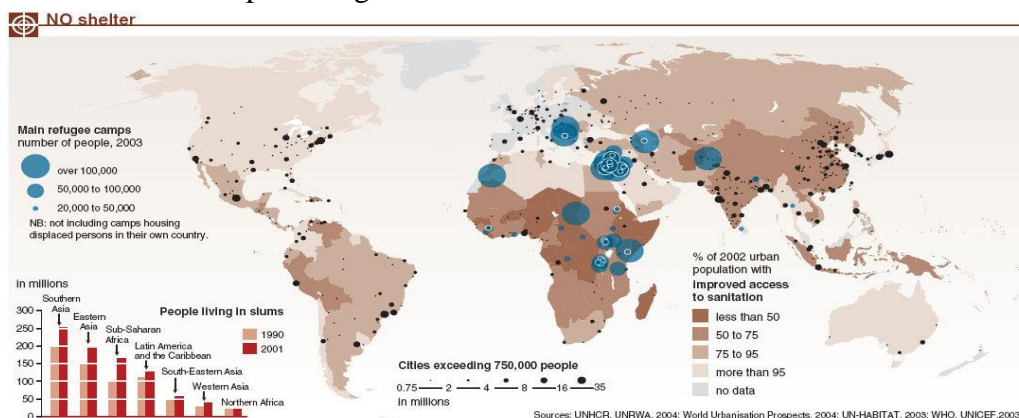 NO shelter
Main refugee camps
number of people, 2003
over 100,000
50,000 to 100,000
20,000 to 50,000
NB: not including camps housing
displaced persons in their own country.
in millions
300
250
200
150
100
50
0
Southern
Asia
Eastern
Asia
Sub-Saharan
Africa
Latin America
and the Caribbean
South-Eastern Asia
Western Asia
Northern Africa
People living in slums
1990
2001
Cities exceeding 750,000 people
0.75 2 4 8 16 35
in millions
% of 2002 urban
population with
improved access
to sanitation
less than 50
50 to 75
75 to 95
more than 95
no data
Sources: UNHCR, UNRWA, 2004; World Urbanisation Prospects, 2004; UN-HABITAT, 2003; WHO, UNICEF,2003